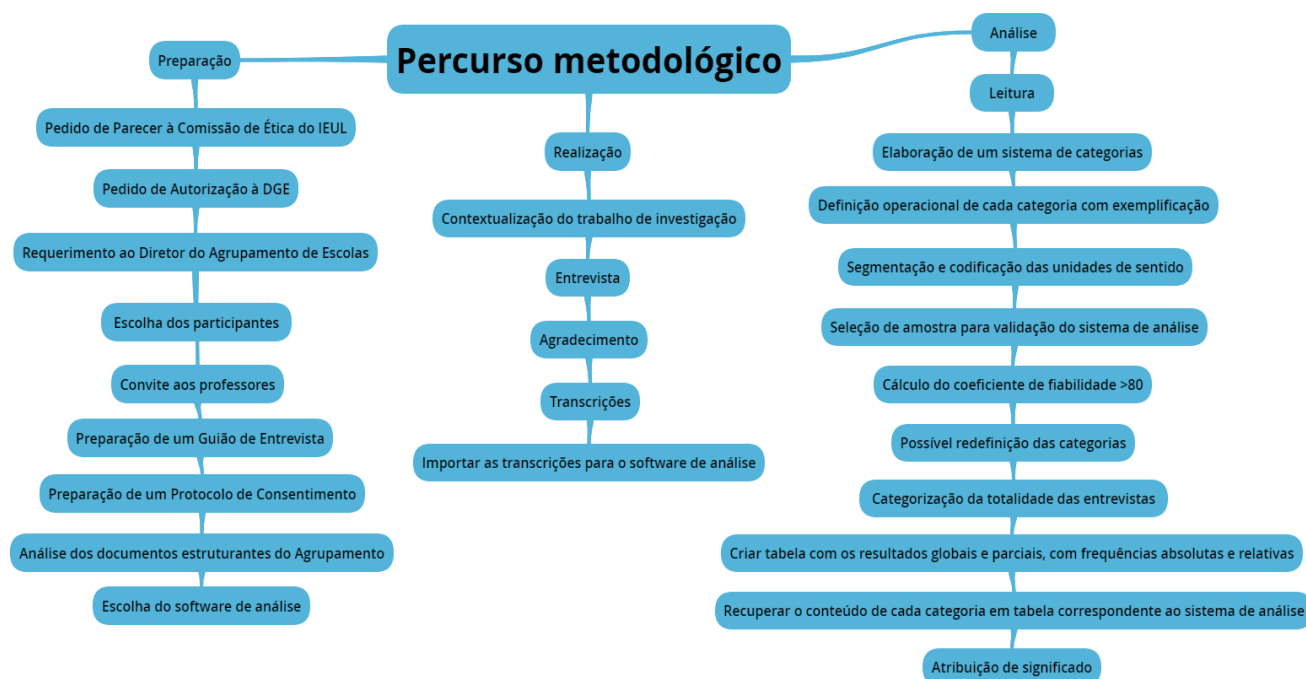 Percurso metodológico
Preparação
Pedido de Parecer à Comissão de Ética do IEUL
Pedido de Autorização à DGE
Requerimento ao Diretor do Agrupamento de Escolas
Escolha dos participantes
Convite aos professores
Preparação de um Guião de Entrevista
Preparação de um Protocolo de Consentimento
Análise dos documentos estruturantes do Agrupamento
Escolha do software de análise
Realização
Contextualização do trabalho de investigação
Entrevista
Agradecimento
Transcrições
Importar as transcrições para o software de análise
Análise
Leitura
Elaboração de um sistema de categorias
Definição operacional de cada categoria com exemplificação
Segmentação e codificação das unidades de sentido
Seleção de amostra para validação do sistema de análise
Cálculo do coeficiente de fiabilidade >80
Possível redefinição das categorias
Categorização da totalidade das entrevistas
Criar tabela com os resultados globais e parciais, com frequências absolutas e relativas
Recuperar o conteúdo de cada categoria em tabela correspondente ao sistema de análise
Atribuição de significado